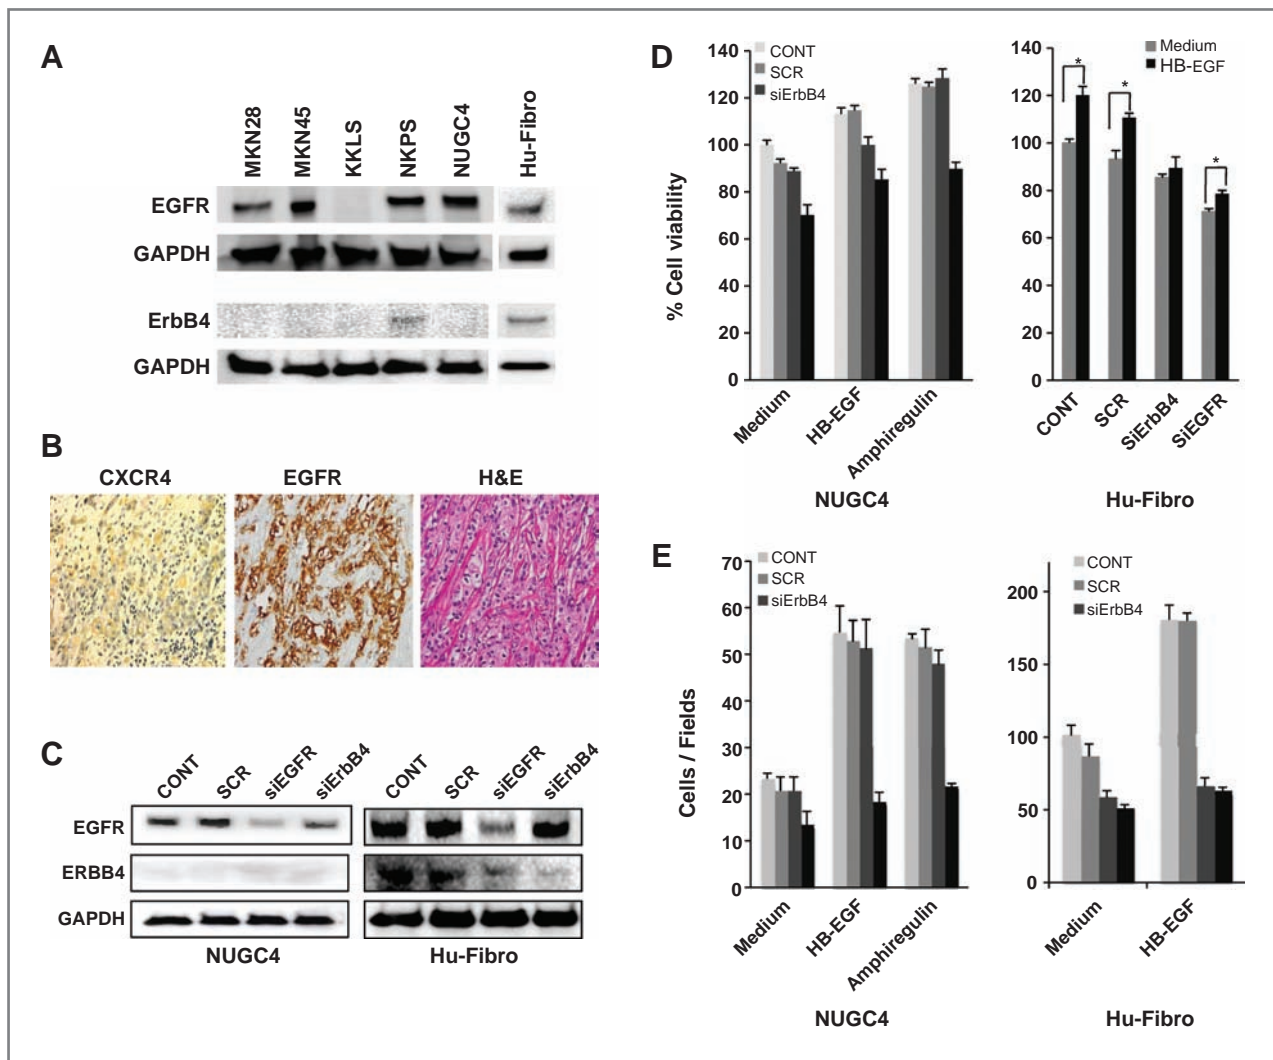 A
MKN28
MKN45
KKLS
NKPS
NUGC4
Hu-Fibro
EGFR
GAPDH
ErbB4
GAPDH
B
CXCR4
EGFR
H&E
C
CONT
SCR
siEGFR
siErbB4
CONT
SCR
siEGFR
siErbB4
EGFR
ERBB4
GAPDH
NUGC4
Hu-Fibro
D
% Cell viability
140
120
100
80
60
40
20
0
CONT
SCR
siErbB4
Medium
HB-EGF
Amphiregulin
NUGC4
140
120
100
80
60
40
20
0
Medium
HB-EGF
*
*
*
CONT
SCR
SiErbB4
SiEGFR
Hu-Fibro
E
Cells / Fields
70
60
50
40
30
20
10
0
CONT
SCR
siErbB4
Medium
HB-EGF
Amphiregulin
NUGC4
200
150
100
50
0
CONT
SCR
siErbB4
Medium
HB-EGF
Hu-Fibro